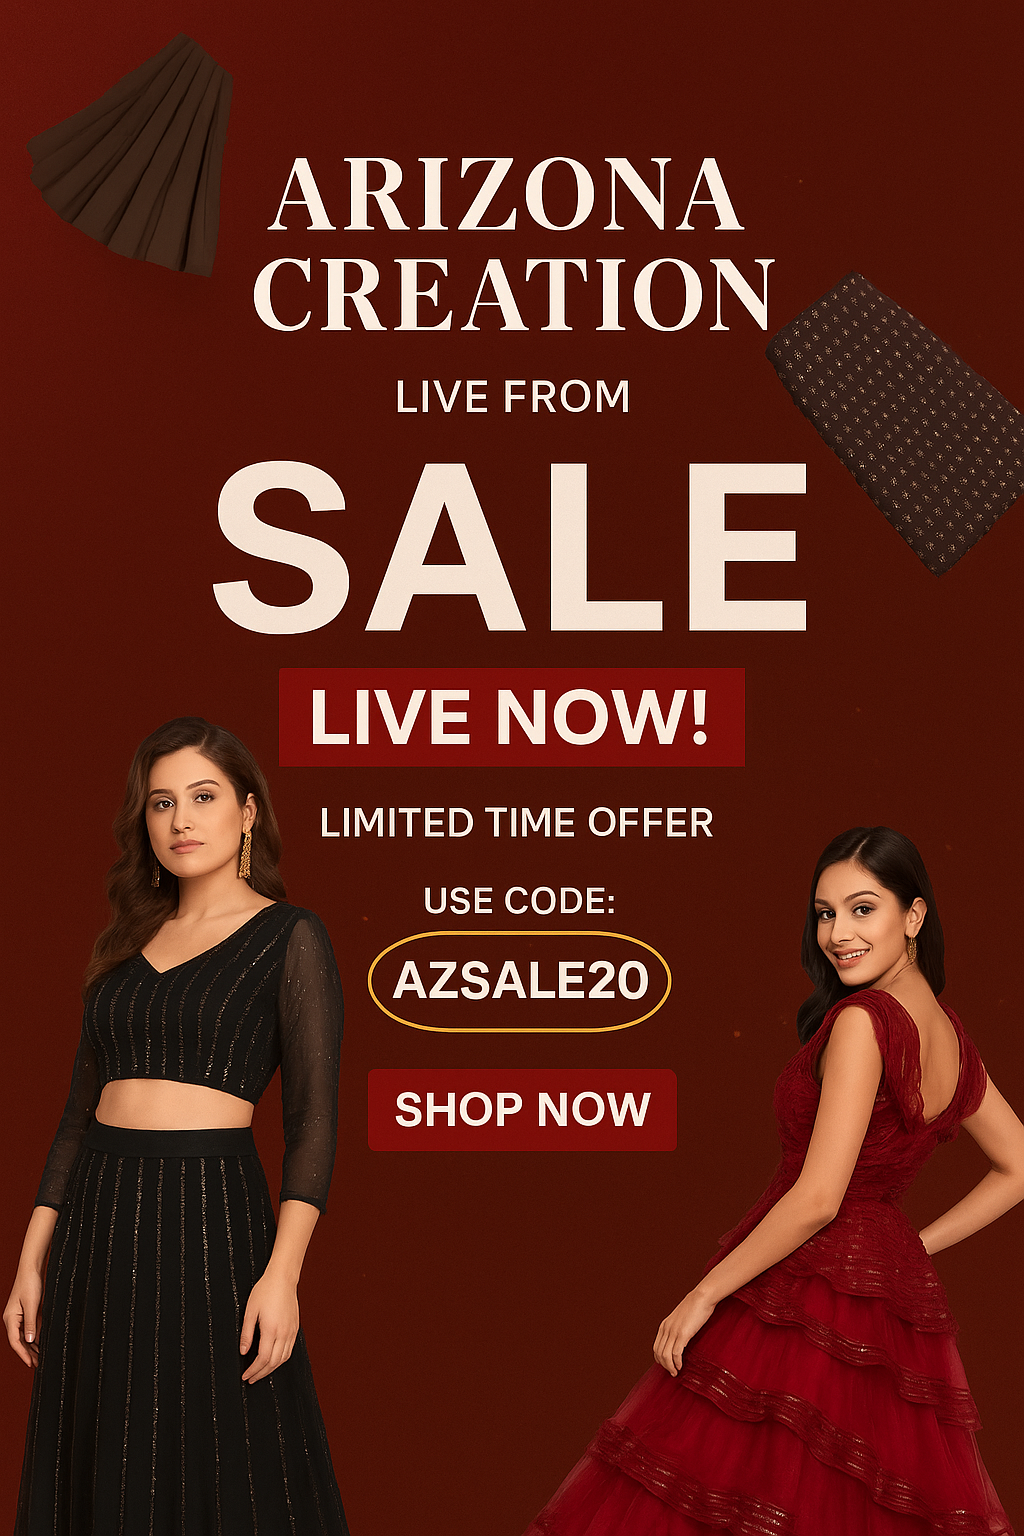 ARIZONA
CREATION
LIVE FROM
SALE
LIVE NOW!
LIMITED TIME OFFER
USE CODE:
AZSALE20
SHOP NOW